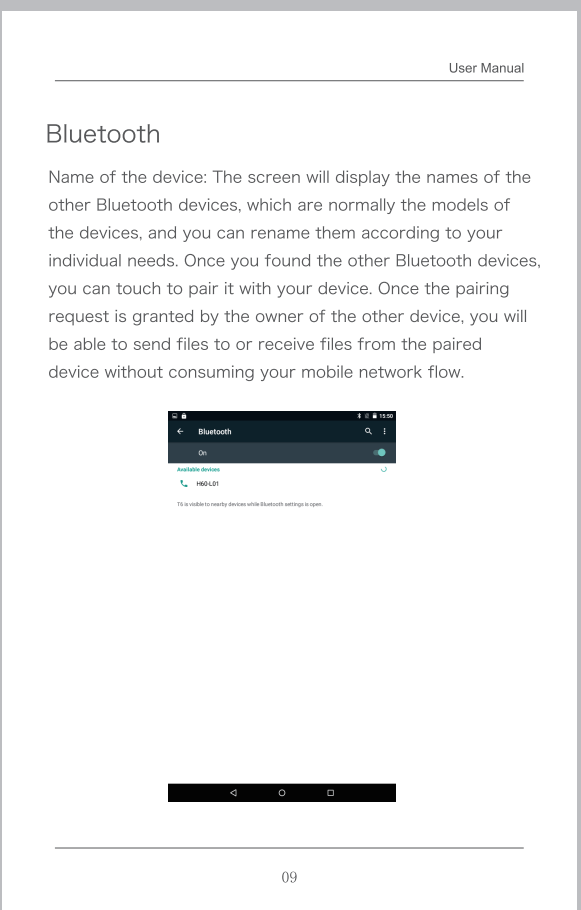 User Manual
Bluetooth
Name of the device: The screen will display the names of the
other Bluetooth devices, which are normally the models of
the devices, and you can rename them according to your
individual needs. Once you found the other Bluetooth devices,
you can touch to pair it with your device. Once the pairing
request is granted by the owner of the other device, you will
be able to send files to or receive files from the paired
device without consuming your mobile network flow.
15:50
Bluetooth
On
Available devices
H60-L01
T6 is visible to nearby devices while Bluetooth settings is open.
09